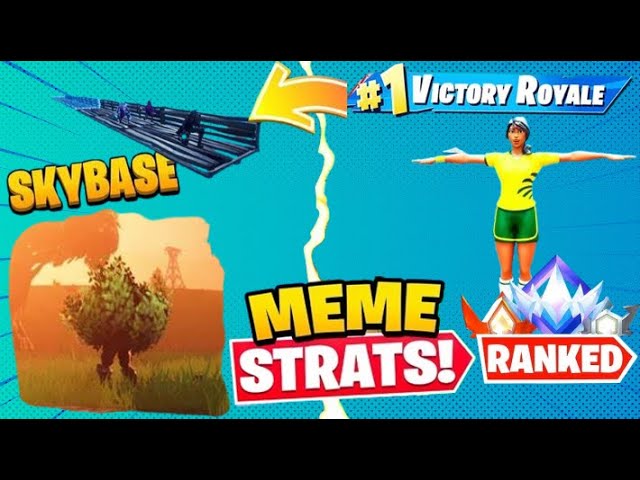 #1 VICTORY ROYALE
SKYBASE
MEME
STRATS!
RANKED